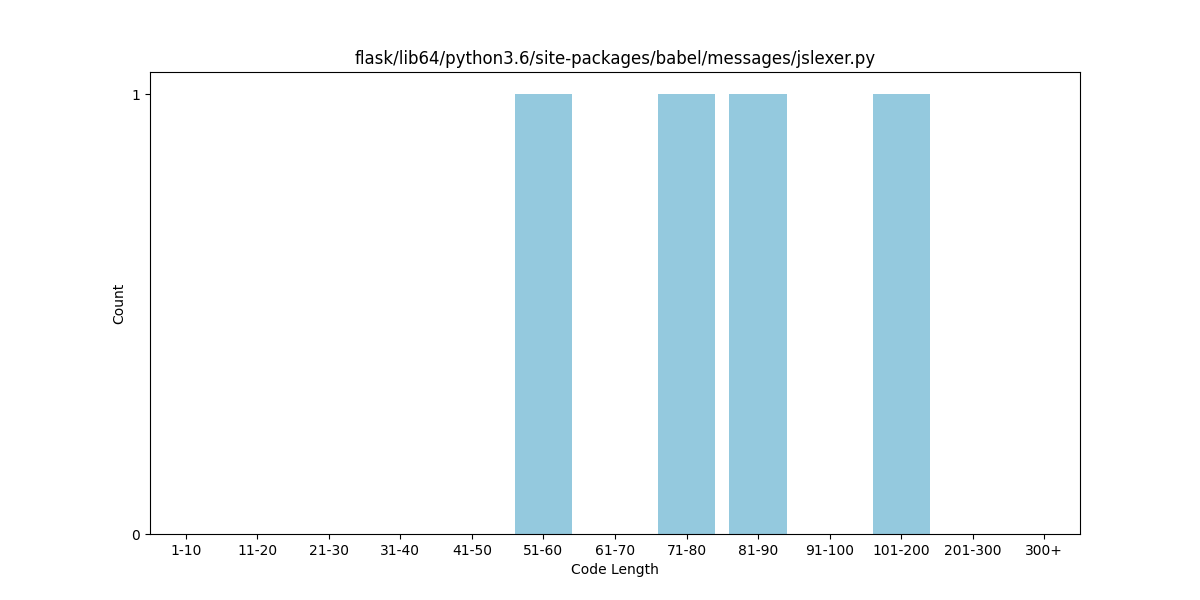 flask/lib64/python3.6/site-packages/babel/messages/jslexer.py
1
Count
0
1-10 11-20 21-30 31-40 41-50 51-60 61-70 71-80 81-90 91-100 101-200 201-300 300+
Code Length